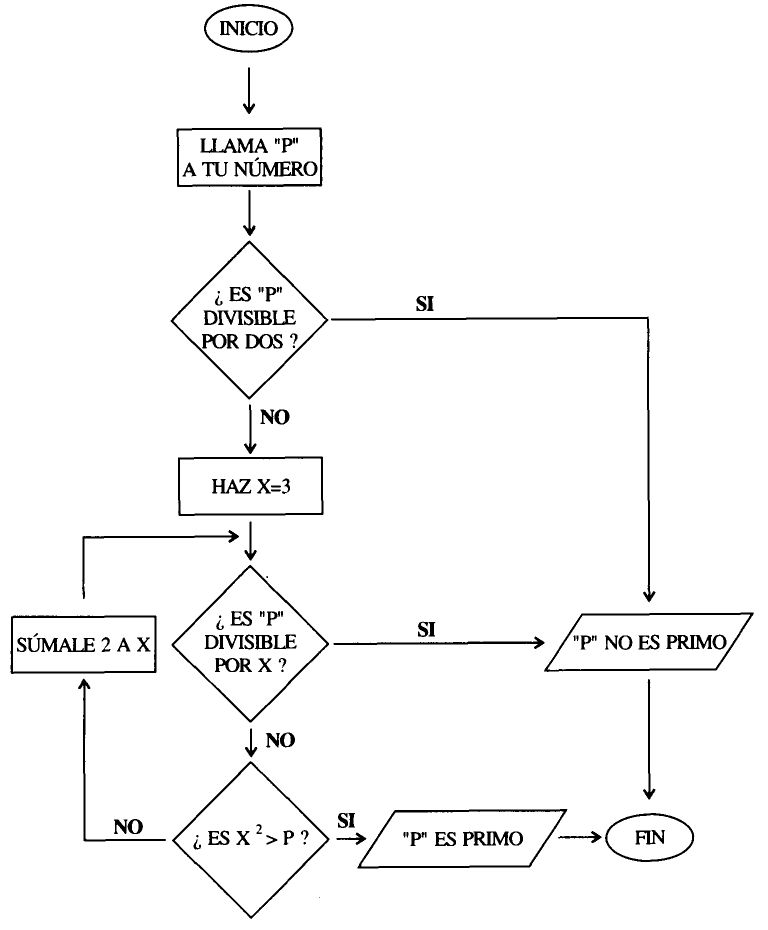 INICIO
LLAMA "P"
A TU NÚMERO
¿ ES "P"
DIVISIBLE
POR DOS ?
SI
NO
HAZ X=3
¿ ES "P"
DIVISIBLE
POR X ?
SI
SÚMALE 2 A X
"P" NO ES PRIMO
NO
¿ ES X² > P ?
NO
SI
"P" ES PRIMO
FIN